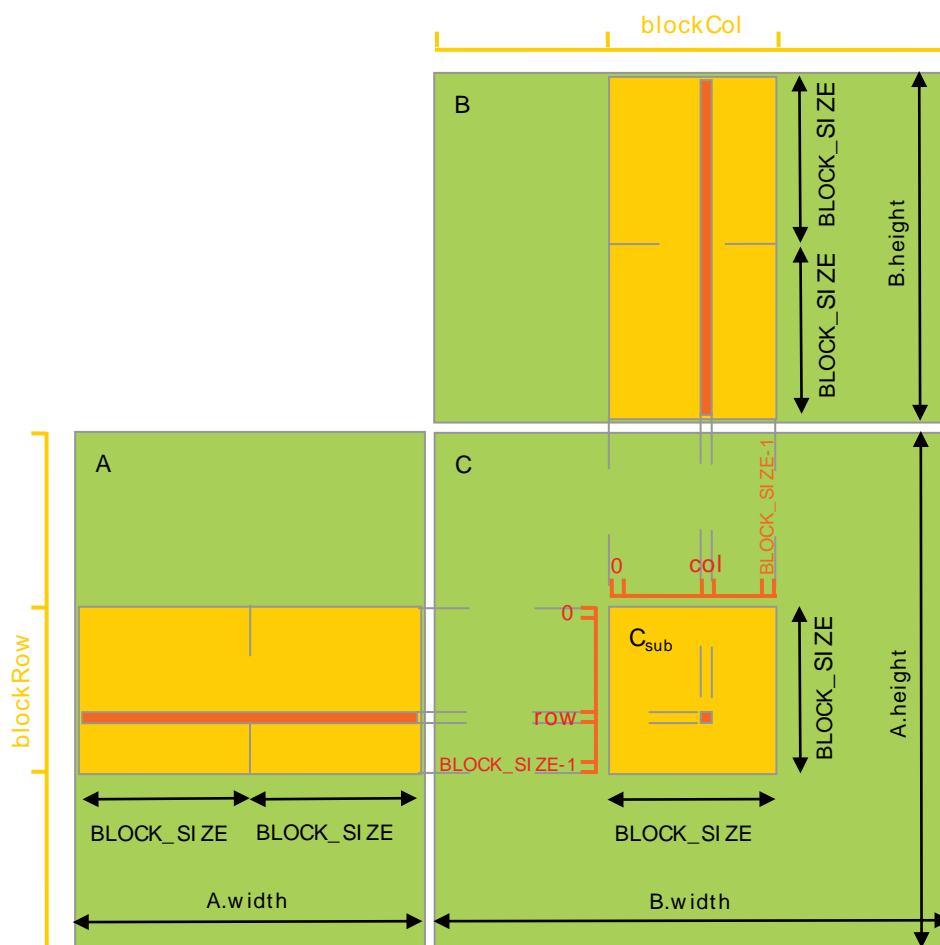 blockCol
B
BLOCK_SIZE
BLOCK_SIZE
B.height
A
C
BLOCK_SIZE-1
0
col
0
Csub
row
BLOCK_SIZE-1
BLOCK_SIZE
A.height
blockRow
BLOCK_SIZE
BLOCK_SIZE
BLOCK_SIZE
A.width
B.width